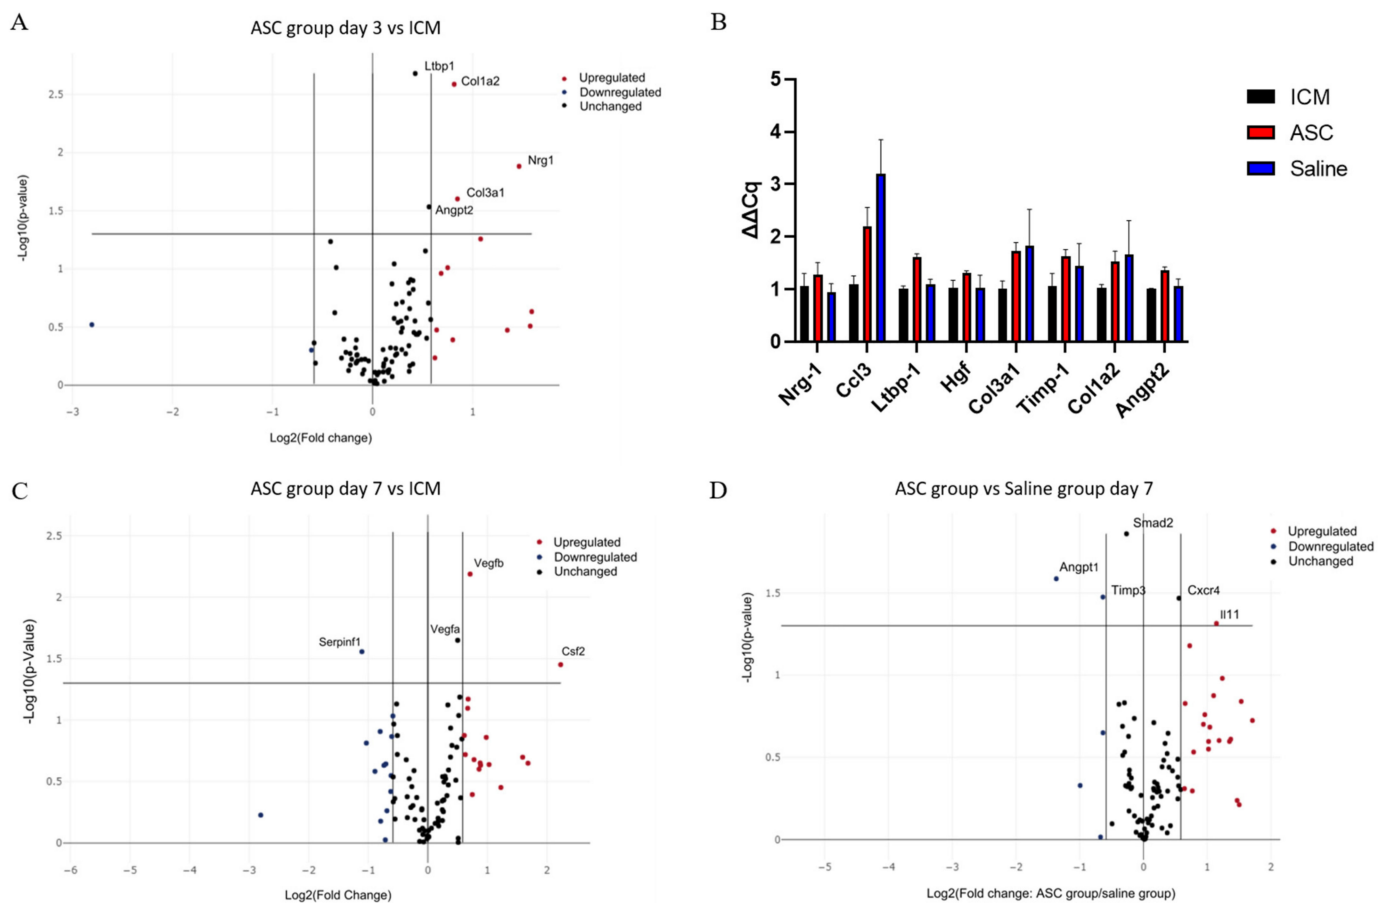 A
ASC group day 3 vs ICM
Ltbp1
Col1a2
Nrg1
Col3a1
Angpt2
Upregulated
Downregulated
Unchanged
2.5
2
1.5
1
0.5
0
-Log10(p-value)
−3
−2
−1
0
1
Log2(Fold change)
B
5
4
3
2
1
0
ΔΔCq
ICM
ASC
Saline
Nrg-1
Ccl3
Ltbp-1
Hgf
Col3a1
Timp-1
Col1a2
Angpt2
C
ASC group day 7 vs ICM
Upregulated
Downregulated
Unchanged
Vegfb
Vegfa
Serpinf1
Csf2
2.5
2
1.5
1
0.5
0
-Log10(p-Value)
−6
−5
−4
−3
−2
−1
0
1
2
Log2(Fold Change)
D
ASC group vs Saline group day 7
Smad2
Angpt1
Timp3
Cxcr4
Il11
Upregulated
Downregulated
Unchanged
1.5
1
0.5
0
-Log10(p-value)
−5
−4
−3
−2
−1
0
1
2
Log2(Fold change: ASC group/saline group)